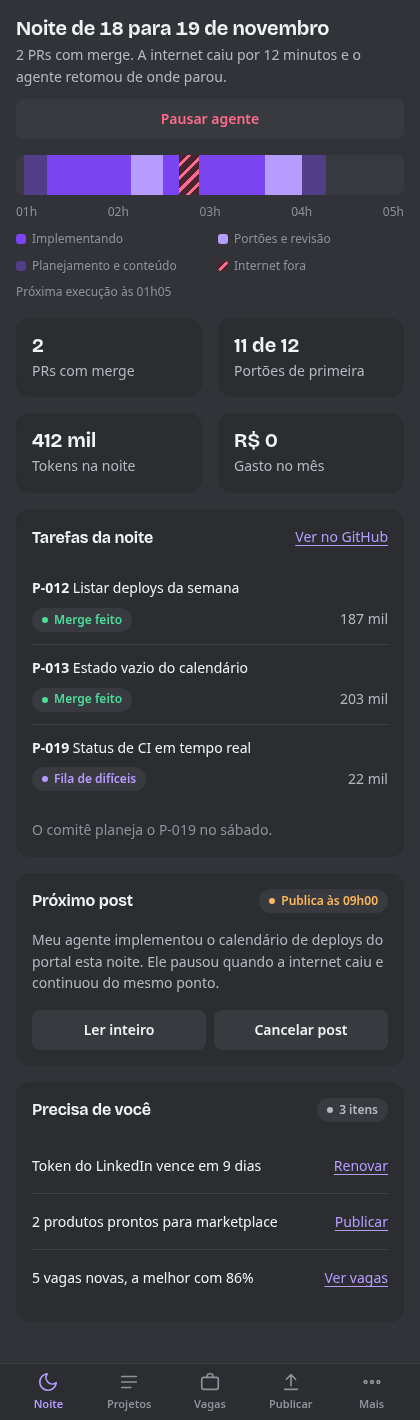 Noite de 18 para 19 de novembro
2 PRs com merge. A internet caiu por 12 minutos e o
agente retomou de onde parou.
Pausar agente
01h 02h 03h 04h 05h
Implementando
Portões e revisão
Planejamento e conteúdo
Internet fora
Próxima execução às 01h05
2
PRs com merge
11 de 12
Portões de primeira
412 mil
Tokens na noite
R$ 0
Gasto no mês
Tarefas da noite
Ver no GitHub
P-012 Listar deploys da semana
Merge feito
187 mil
P-013 Estado vazio do calendário
Merge feito
203 mil
P-019 Status de CI em tempo real
Fila de difíceis
22 mil
O comitê planeja o P-019 no sábado.
Próximo post
Publica às 09h00
Meu agente implementou o calendário de deploys do
portal esta noite. Ele pausou quando a internet caiu e
continuou do mesmo ponto.
Ler inteiro
Cancelar post
Precisa de você
3 itens
Token do LinkedIn vence em 9 dias
Renovar
2 produtos prontos para marketplace
Publicar
5 vagas novas, a melhor com 86%
Ver vagas
Noite
Projetos
Vagas
Publicar
Mais